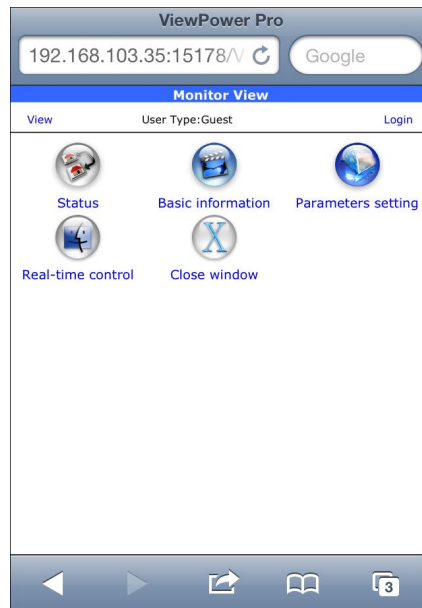 ViewPower Pro
192.168.103.35:15178/V
Google
Monitor View
View User Type:Guest Login
Status Basic information Parameters setting
Real-time control Close window
3